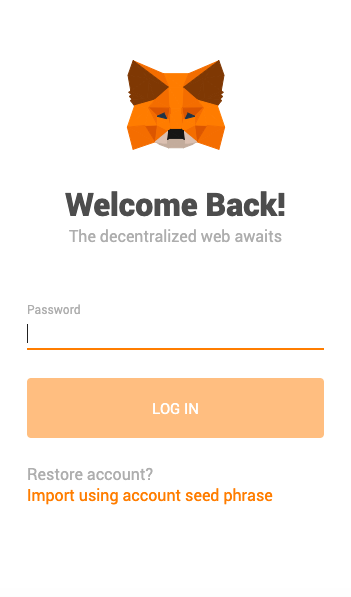 Welcome Back!
The decentralized web awaits
Password
LOG IN
Restore account?
Import using account seed phrase